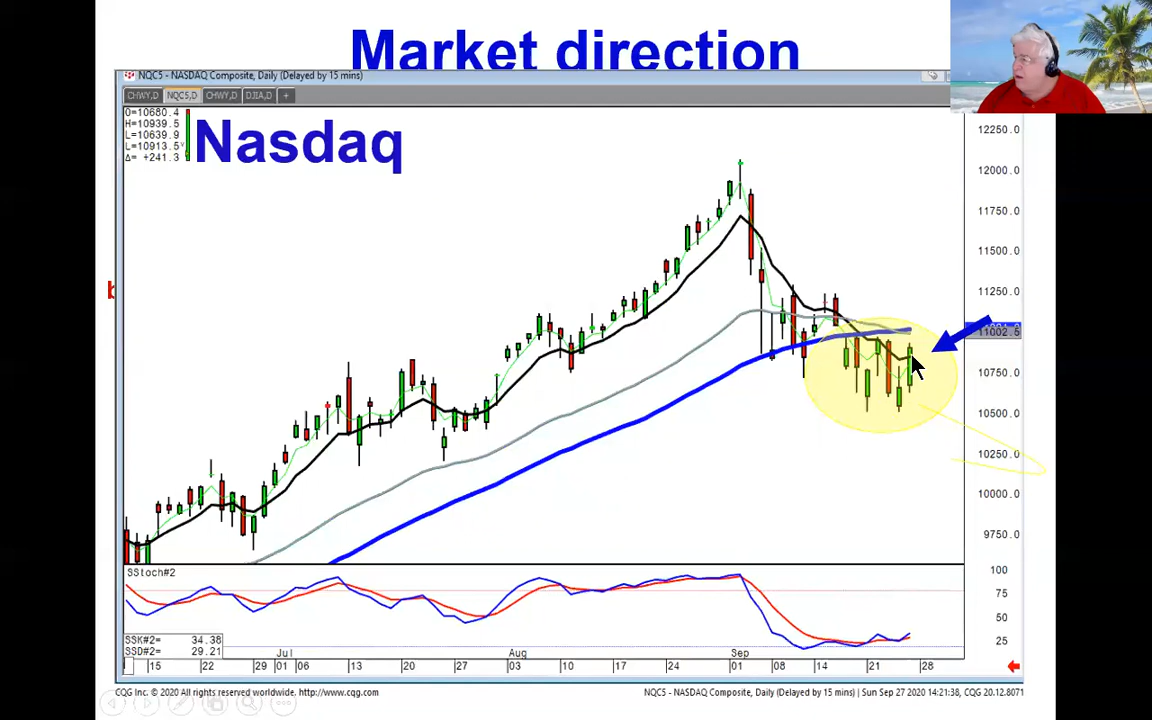 Market direction
NQC5 - NASDAQ Composite, Daily (Delayed by 15 mins)
CHWY,D NQC5,D CHWY,D DJIA,D +
O=10680.4
H=10939.5
L=10639.9
L=10913.5
Δ= +241.3
Nasdaq
12250.0
12000.0
11750.0
11500.0
11250.0
11002.5
10750.0
10500.0
10250.0
10000.0
9750.0
b
SStoch#2
100
75
50
25
SSK#2= 34.38
SSD#2= 29.21
Jul Aug Sep
15 22 29 01 06 13 20 27 03 10 17 24 01 08 14 21 28
CQG Inc. © 2020 All rights reserved worldwide. http://www.cqg.com
NQC5 - NASDAQ Composite, Daily (Delayed by 15 mins) | Sun Sep 27 2020 14:21:38, CQG 20.12.8071